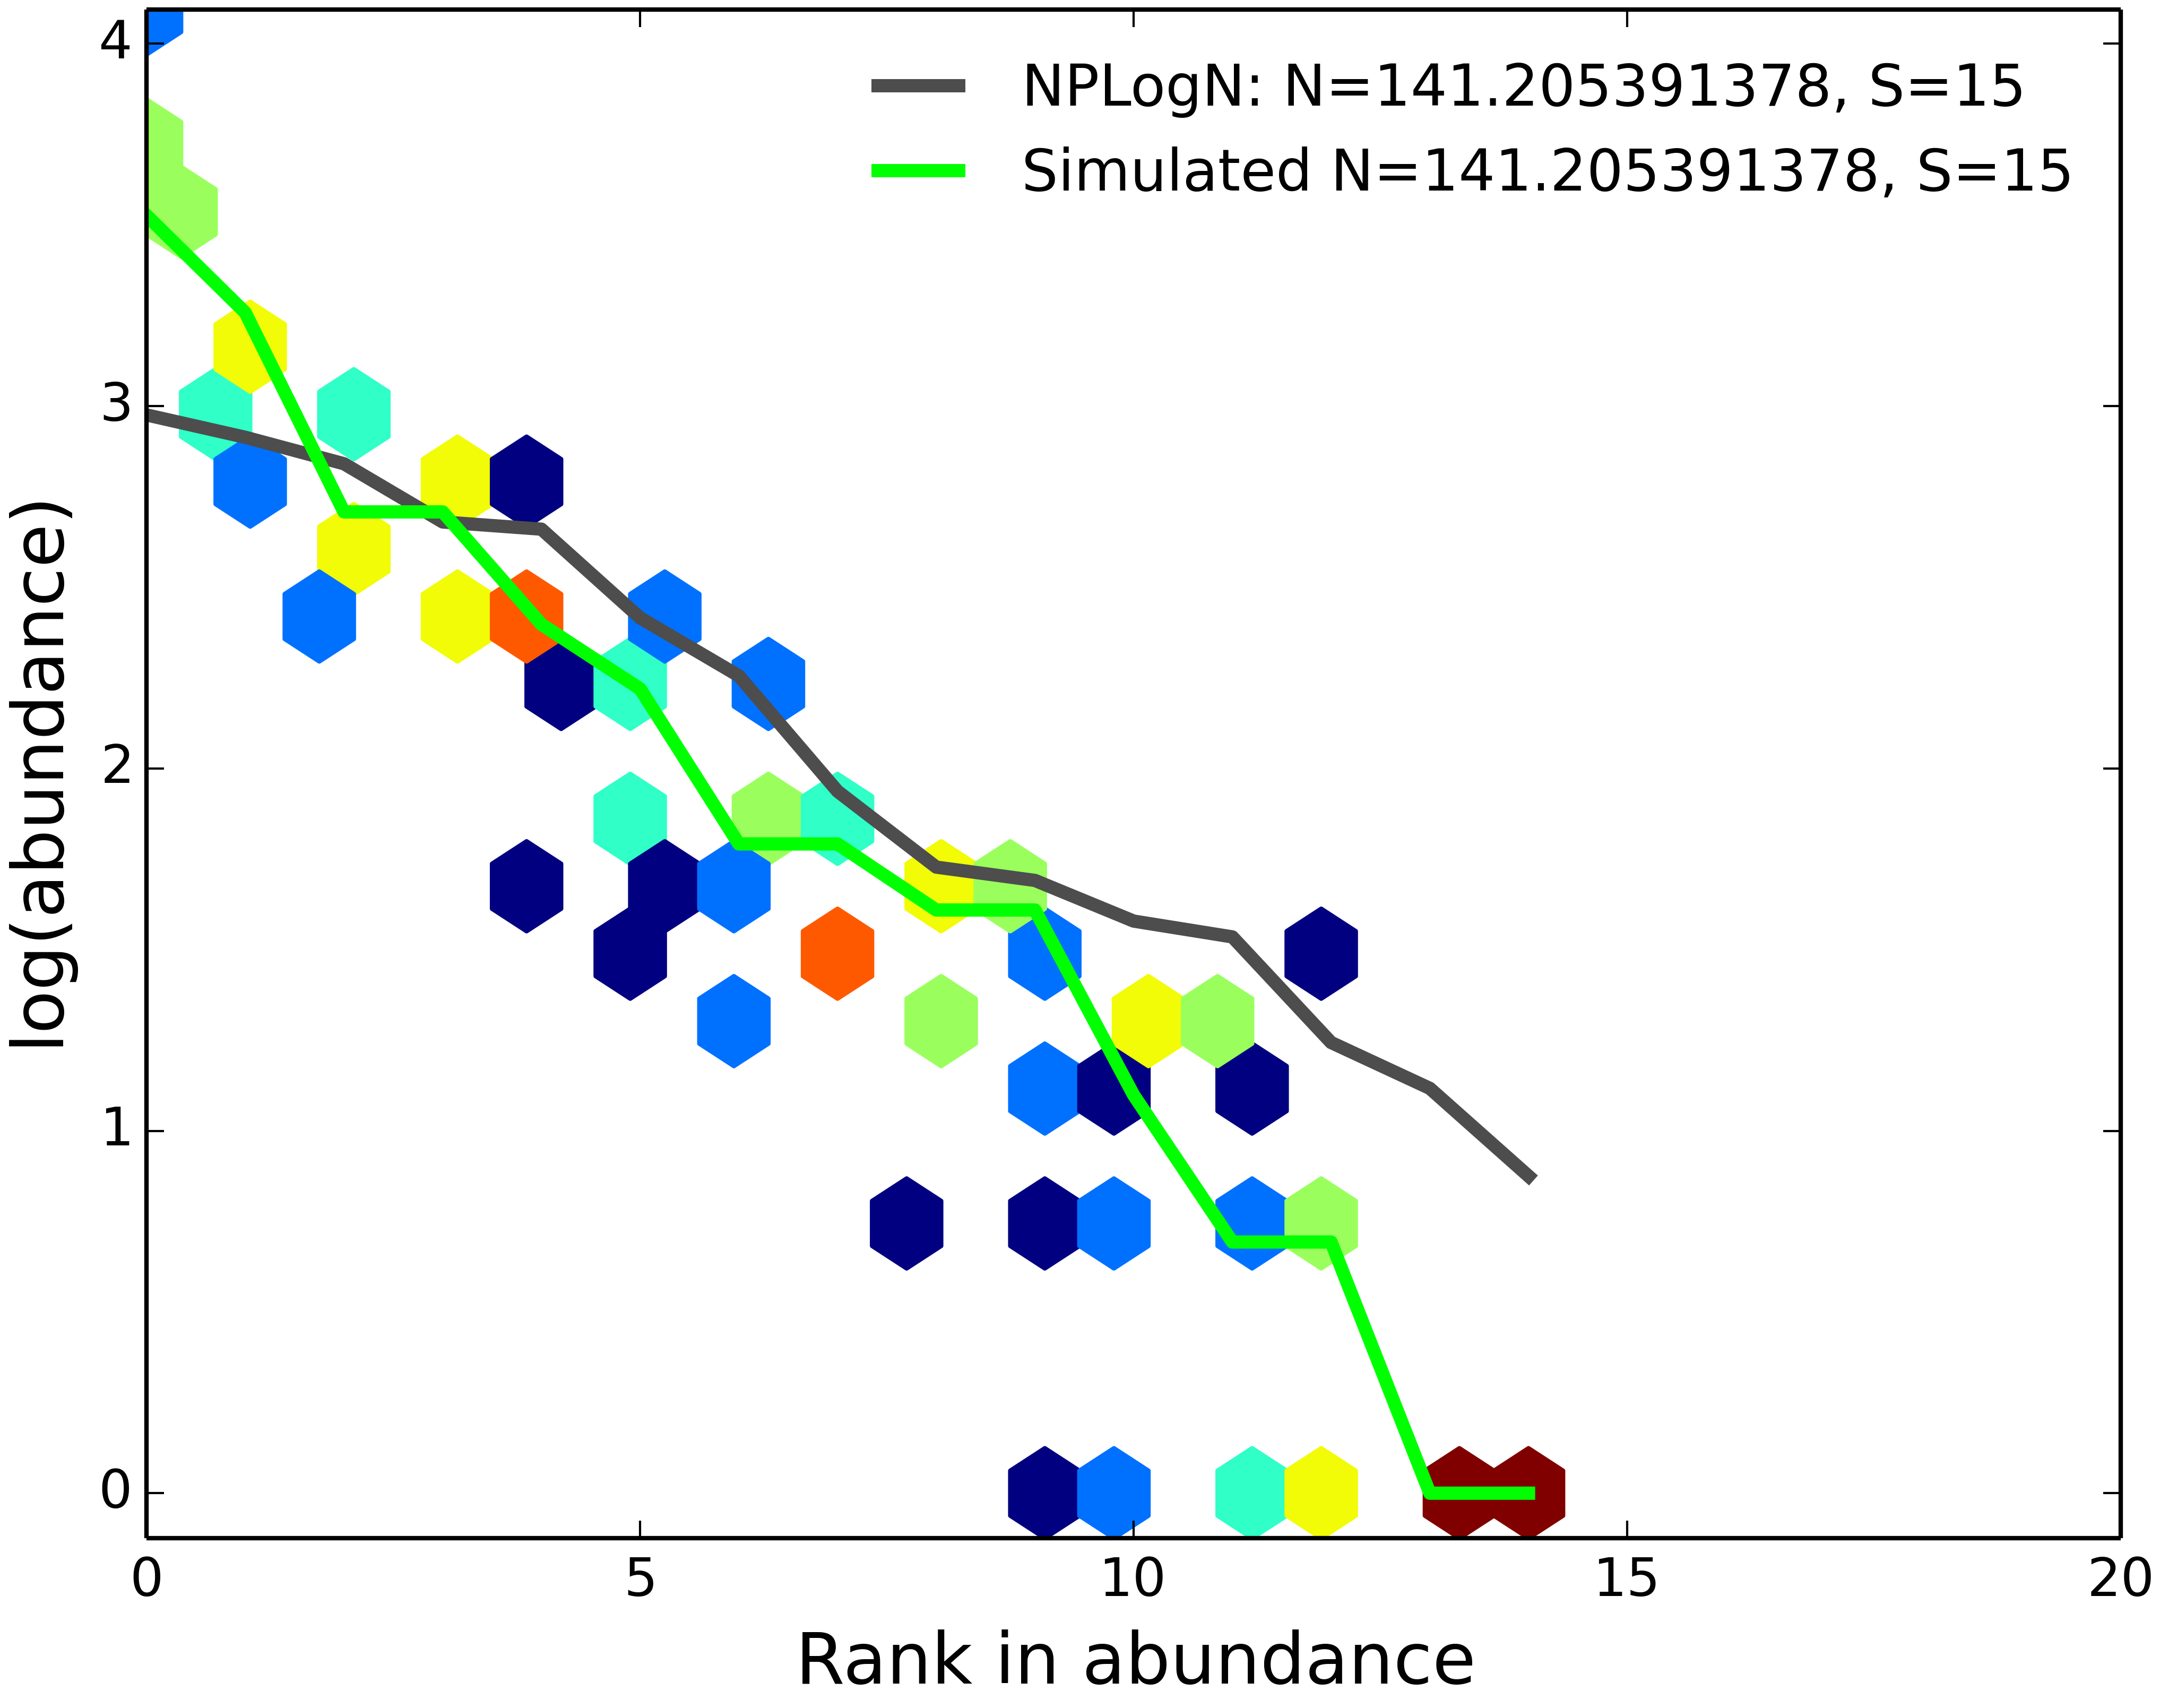 NPLogN: N=141.205391378, S=15
Simulated N=141.205391378, S=15
log(abundance)
4
3
2
1
0
0 5 10 15 20
Rank in abundance